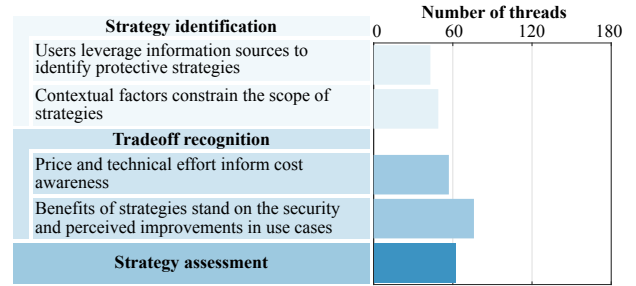 Number of threads
0 60 120 180
Strategy identification
Users leverage information sources to
identify protective strategies
Contextual factors constrain the scope of
strategies
Tradeoff recognition
Price and technical effort inform cost
awareness
Benefits of strategies stand on the security
and perceived improvements in use cases
Strategy assessment